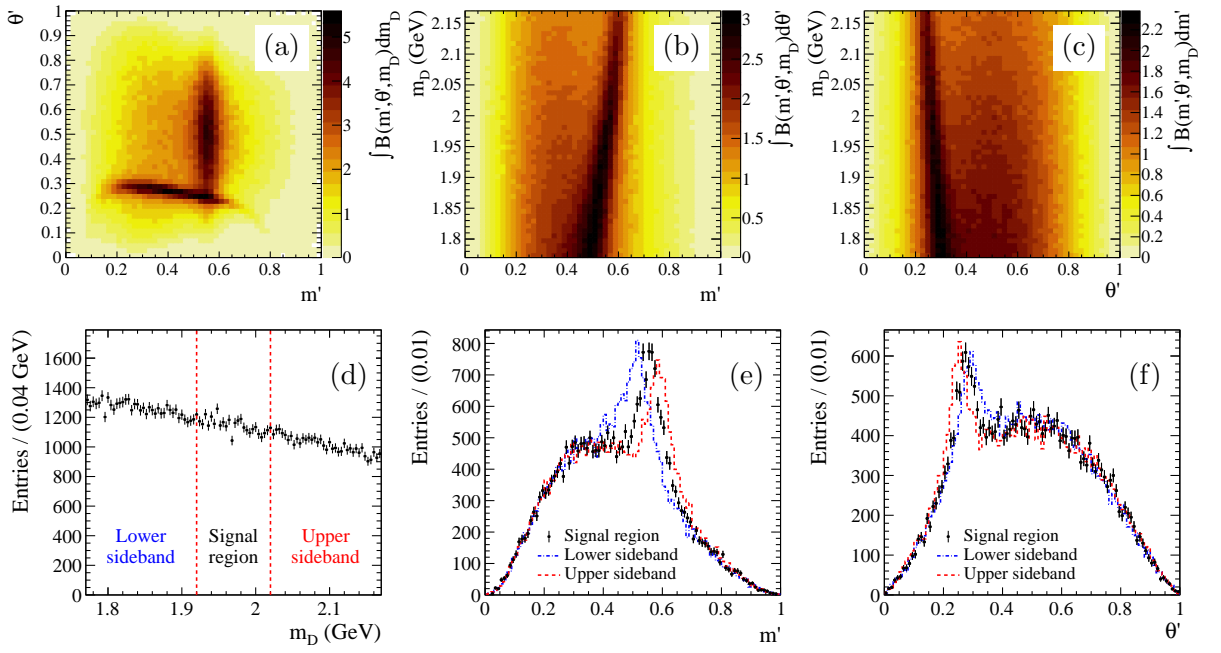 θ'
1
0.9
0.8
0.7
0.6
0.5
0.4
0.3
0.2
0.1
0
0 0.2 0.4 0.6 0.8 1
m'
(a)
5
4
3
2
1
0
∫ B(m',θ',m_D)dm_D
m_D (GeV)
2.15
2.1
2.05
2
1.95
1.9
1.85
1.8
0 0.2 0.4 0.6 0.8 1
m'
(b)
3
2.5
2
1.5
1
0.5
0
∫ B(m',θ',m_D)dθ'
m_D (GeV)
2.15
2.1
2.05
2
1.95
1.9
1.85
1.8
0 0.2 0.4 0.6 0.8 1
θ'
(c)
2.2
2
1.8
1.6
1.4
1.2
1
0.8
0.6
0.4
0.2
0
∫ B(m',θ',m_D)dm'
Entries / (0.04 GeV)
1600
1400
1200
1000
800
600
400
200
0
1.8 1.9 2 2.1
m_D (GeV)
(d)
Lower sideband
Signal region
Upper sideband
Entries / (0.01)
800
700
600
500
400
300
200
100
0
0 0.2 0.4 0.6 0.8 1
m'
(e)
Signal region
Lower sideband
Upper sideband
Entries / (0.01)
600
500
400
300
200
100
0
0 0.2 0.4 0.6 0.8 1
θ'
(f)
Signal region
Lower sideband
Upper sideband